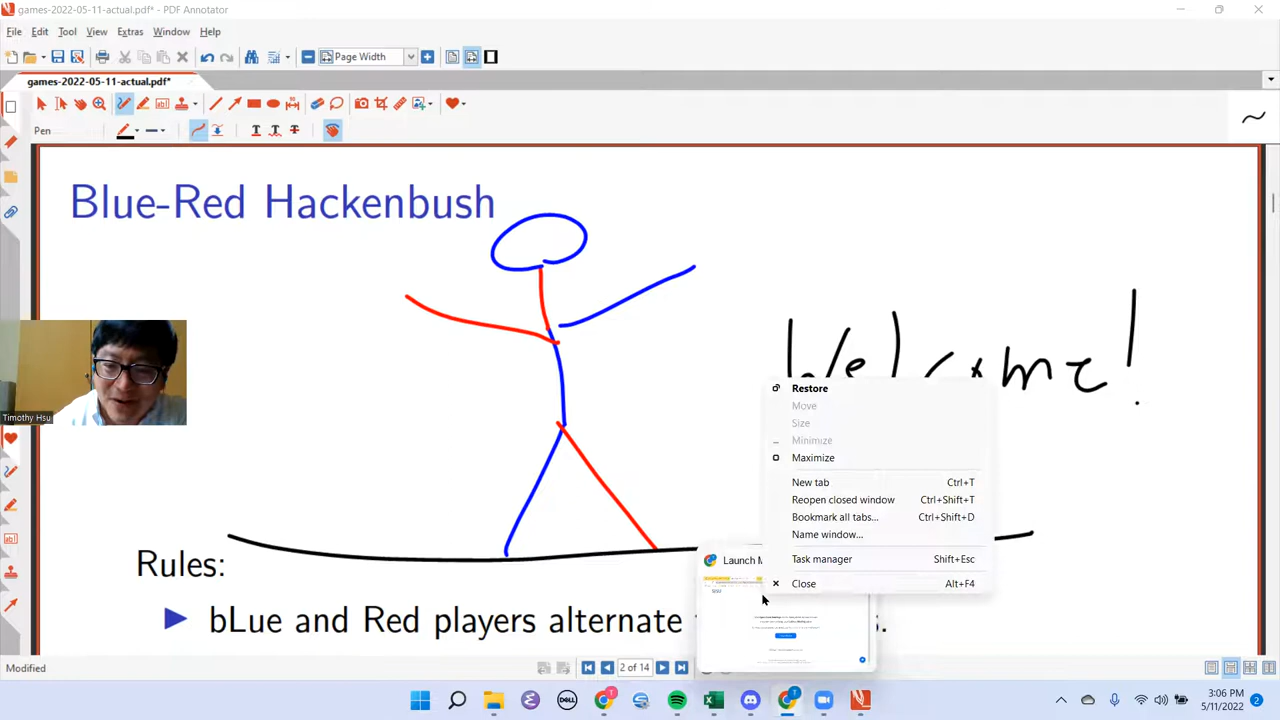 games-2022-05-11-actual.pdf* - PDF Annotator
File Edit Tool View Extras Window Help
Page Width
games-2022-05-11-actual.pdf*
Pen
Blue-Red Hackenbush
Welcome!
Timothy Hsu
Restore
Move
Size
Minimize
Maximize
New tab Ctrl+T
Reopen closed window Ctrl+Shift+T
Bookmark all tabs... Ctrl+Shift+D
Name window...
Task manager Shift+Esc
Close Alt+F4
Launch M
Rules:
bLue and Red players alternate
s.
Modified
2 of 14
DELL
3:06 PM
5/11/2022
2